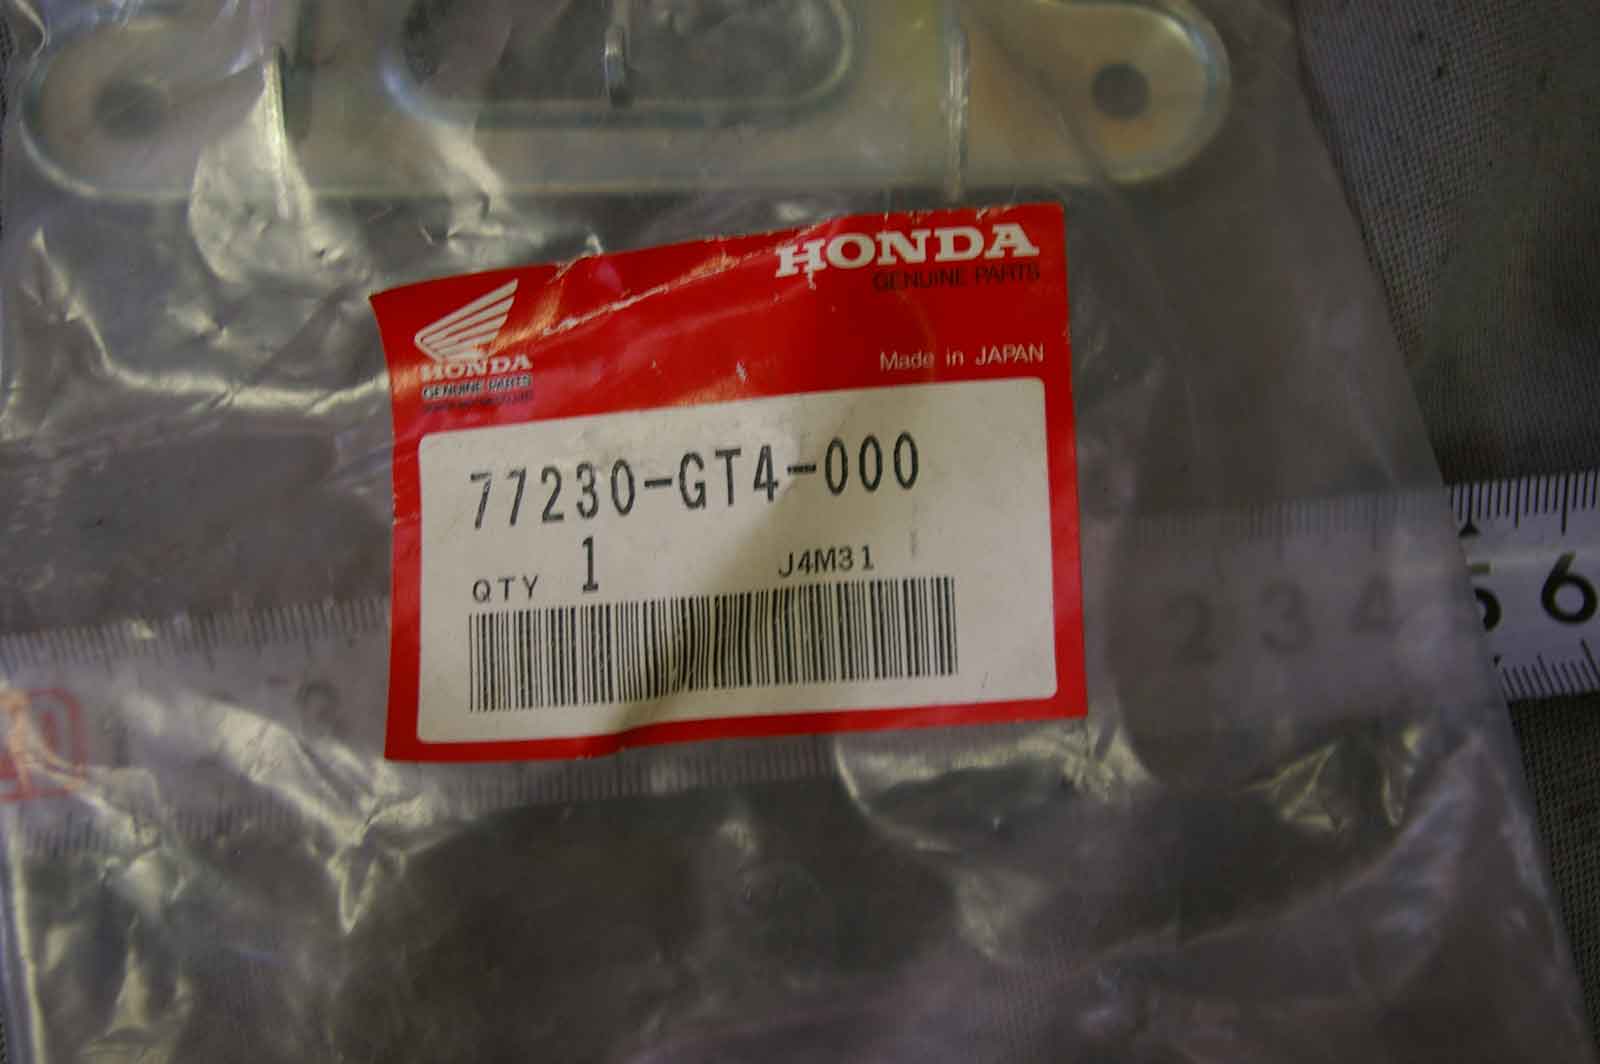 HONDA
GENUINE PARTS
HONDA
GENUINE PARTS
Made in JAPAN
77230-GT4-000
QTY 1 J4M31
2 3 4 5 6